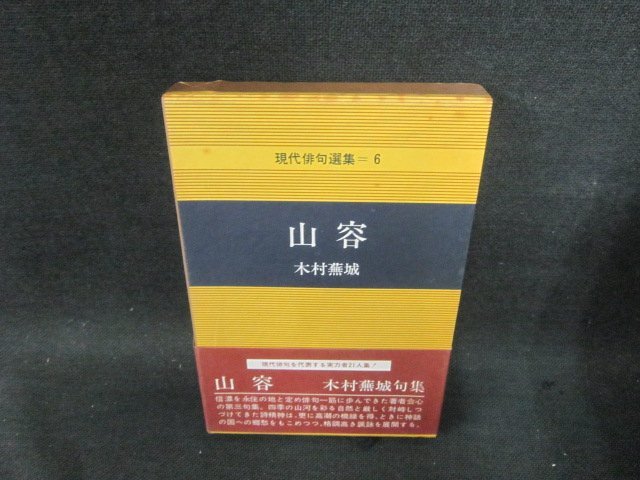 現代俳句選集＝6
山容
木村蕪城
現代俳句を代表する実力者21人集！
山容　木村蕪城句集
信濃を永住の地と定め俳句一筋に歩んできた著者会心
の第三句集。四季の山河を彩る自然と厳しく対峙しつ
づけてきた詩精神は、更に高潮の機縁を得、ときに神話
の国への郷愁をもこめつつ、格調高き諷詠を展開する。